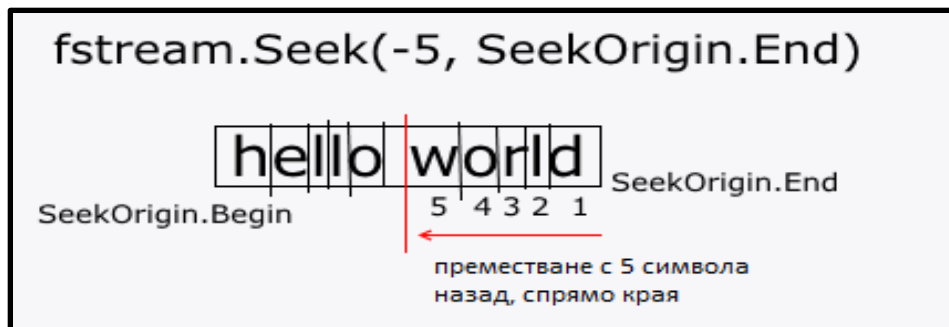 fstream.Seek(-5, SeekOrigin.End)
hello world
SeekOrigin.End
5 4 3 2 1
SeekOrigin.Begin
преместване с 5 символа
назад, спрямо края